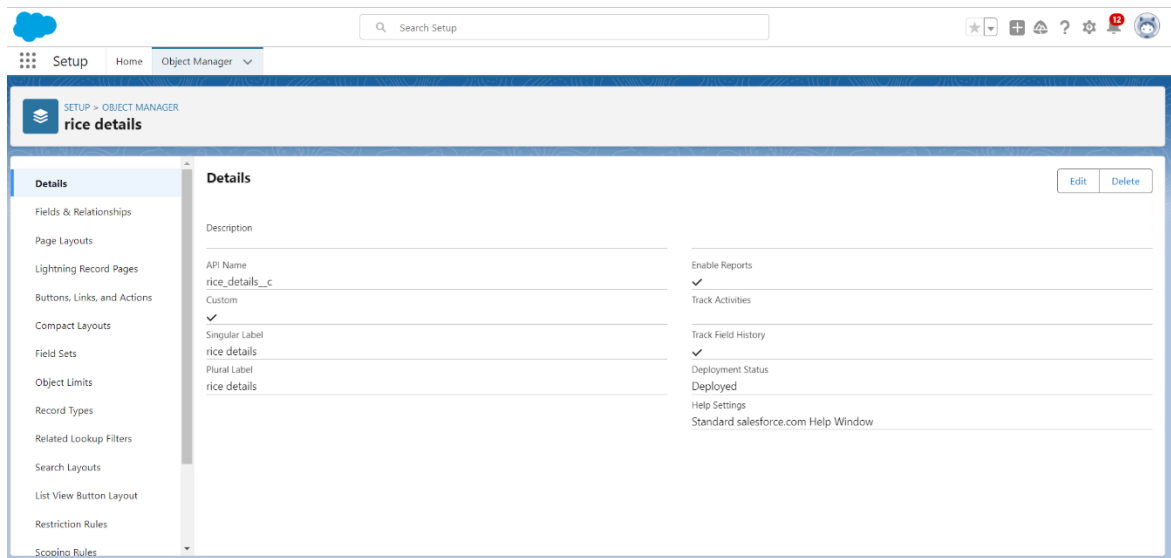 Search Setup
12
Setup
Home
Object Manager
SETUP > OBJECT MANAGER
rice details
Details
Fields & Relationships
Page Layouts
Lightning Record Pages
Buttons, Links, and Actions
Compact Layouts
Field Sets
Object Limits
Record Types
Related Lookup Filters
Search Layouts
List View Button Layout
Restriction Rules
Scoping Rules
Details
Edit
Delete
Description
API Name
rice_details__c
Custom
Singular Label
rice details
Plural Label
rice details
Enable Reports
Track Activities
Track Field History
Deployment Status
Deployed
Help Settings
Standard salesforce.com Help Window